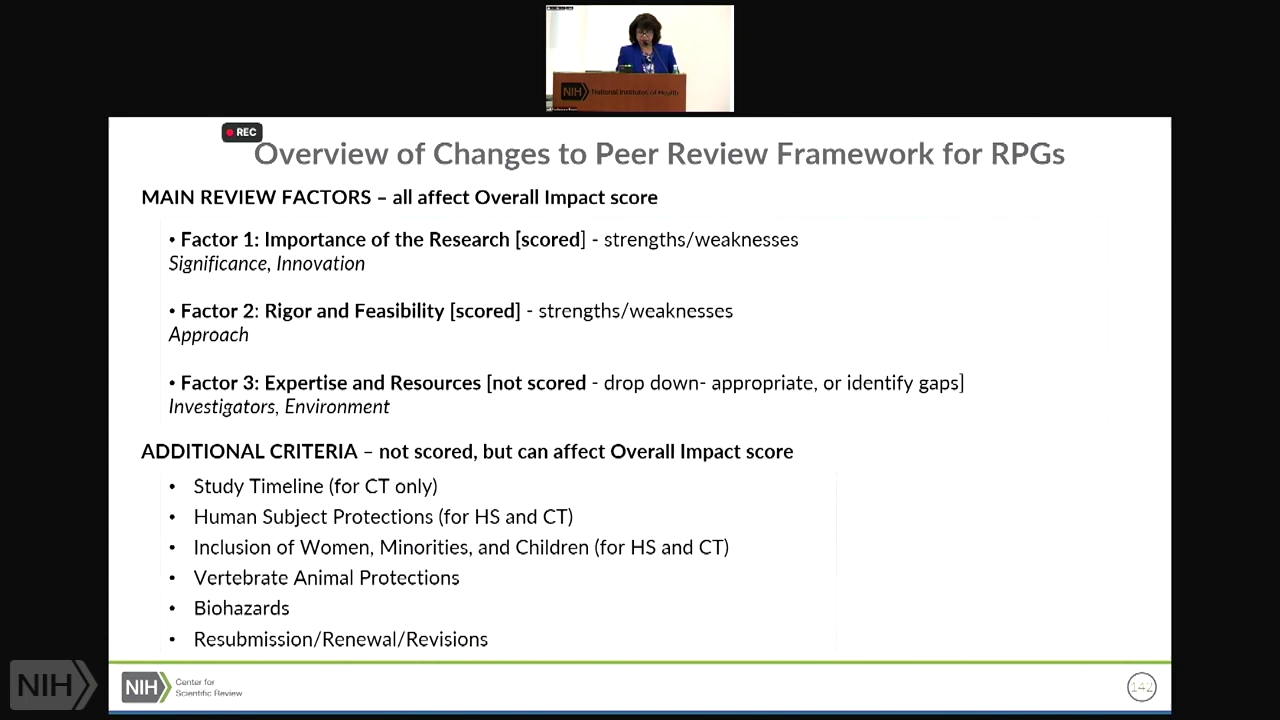 NIH National Institutes of Health
REC
Overview of Changes to Peer Review Framework for RPGs
MAIN REVIEW FACTORS – all affect Overall Impact score
• Factor 1: Importance of the Research [scored] - strengths/weaknesses
Significance, Innovation
• Factor 2: Rigor and Feasibility [scored] - strengths/weaknesses
Approach
• Factor 3: Expertise and Resources [not scored - drop down- appropriate, or identify gaps]
Investigators, Environment
ADDITIONAL CRITERIA – not scored, but can affect Overall Impact score
• Study Timeline (for CT only)
• Human Subject Protections (for HS and CT)
• Inclusion of Women, Minorities, and Children (for HS and CT)
• Vertebrate Animal Protections
• Biohazards
• Resubmission/Renewal/Revisions
NIH
NIH Center for
Scientific Review
142